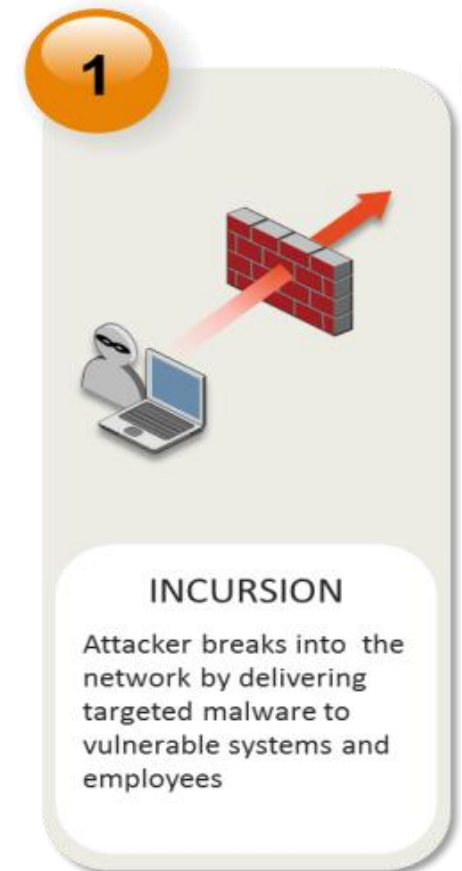 1
INCURSION
Attacker breaks into the
network by delivering
targeted malware to
vulnerable systems and
employees